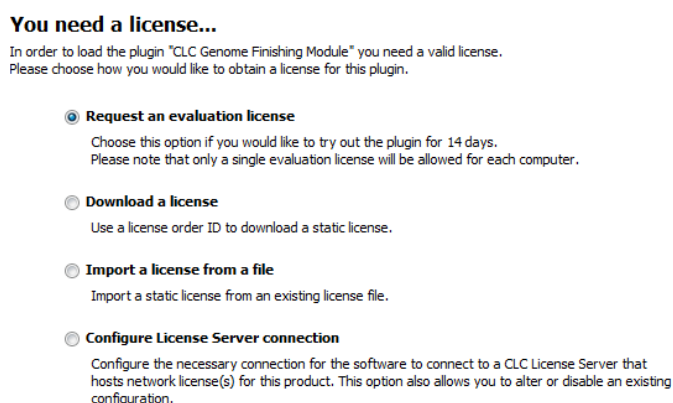 You need a license...
In order to load the plugin "CLC Genome Finishing Module" you need a valid license.
Please choose how you would like to obtain a license for this plugin.
Request an evaluation license
Choose this option if you would like to try out the plugin for 14 days.
Please note that only a single evaluation license will be allowed for each computer.
Download a license
Use a license order ID to download a static license.
Import a license from a file
Import a static license from an existing license file.
Configure License Server connection
Configure the necessary connection for the software to connect to a CLC License Server that
hosts network license(s) for this product. This option also allows you to alter or disable an existing
configuration.